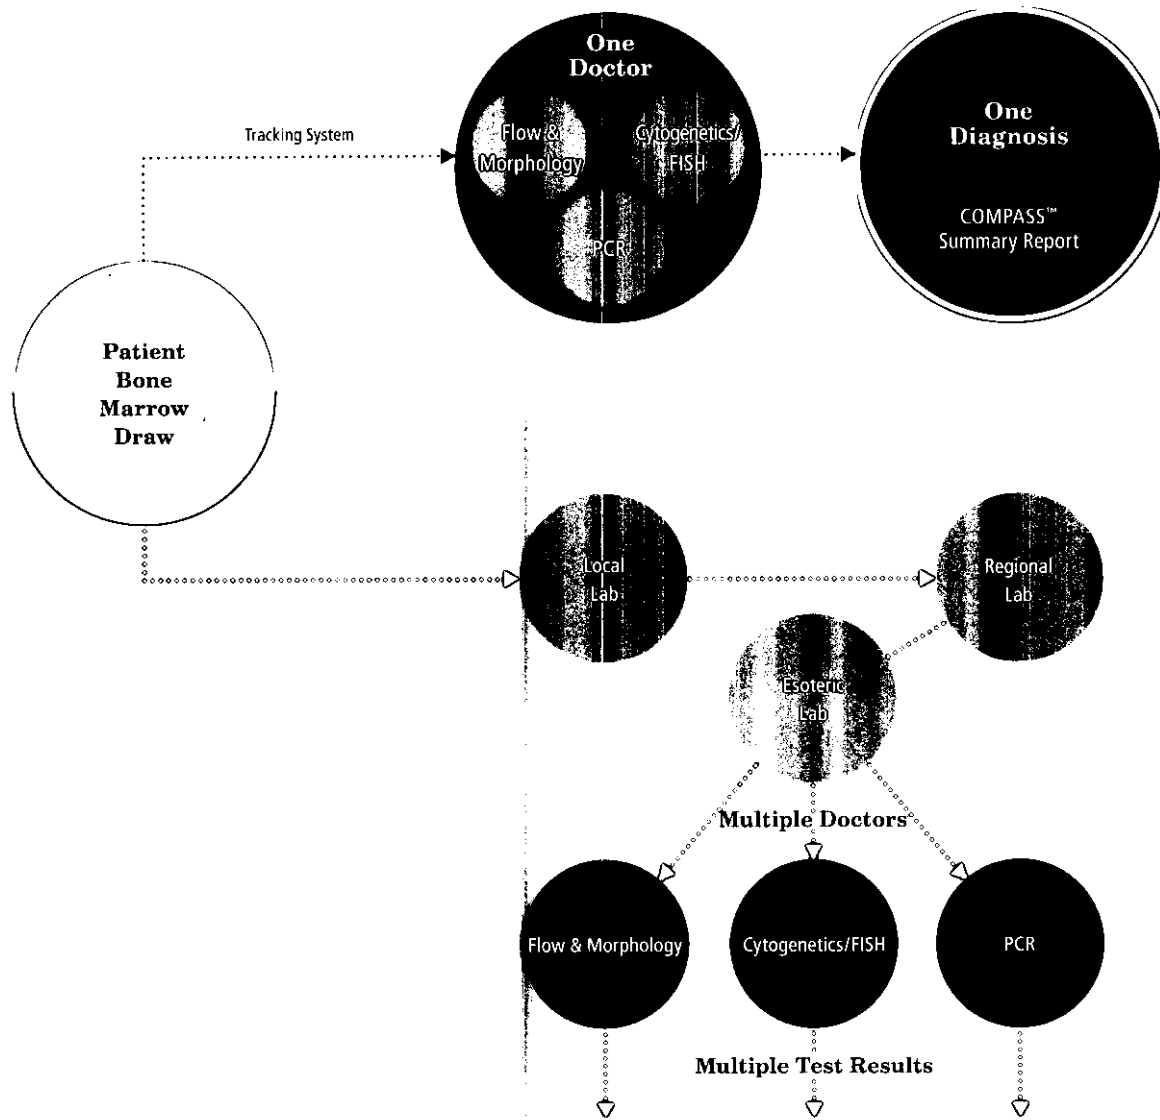 One
Doctor
Flow &
Morphology
Cytogenetics/
FISH
PCR
Tracking System
One
Diagnosis
COMPASS™
Summary Report
Patient
Bone
Marrow
Draw
Local
Lab
Regional
Lab
Esoteric
Lab
Multiple Doctors
Flow & Morphology
Cytogenetics/FISH
PCR
Multiple Test Results